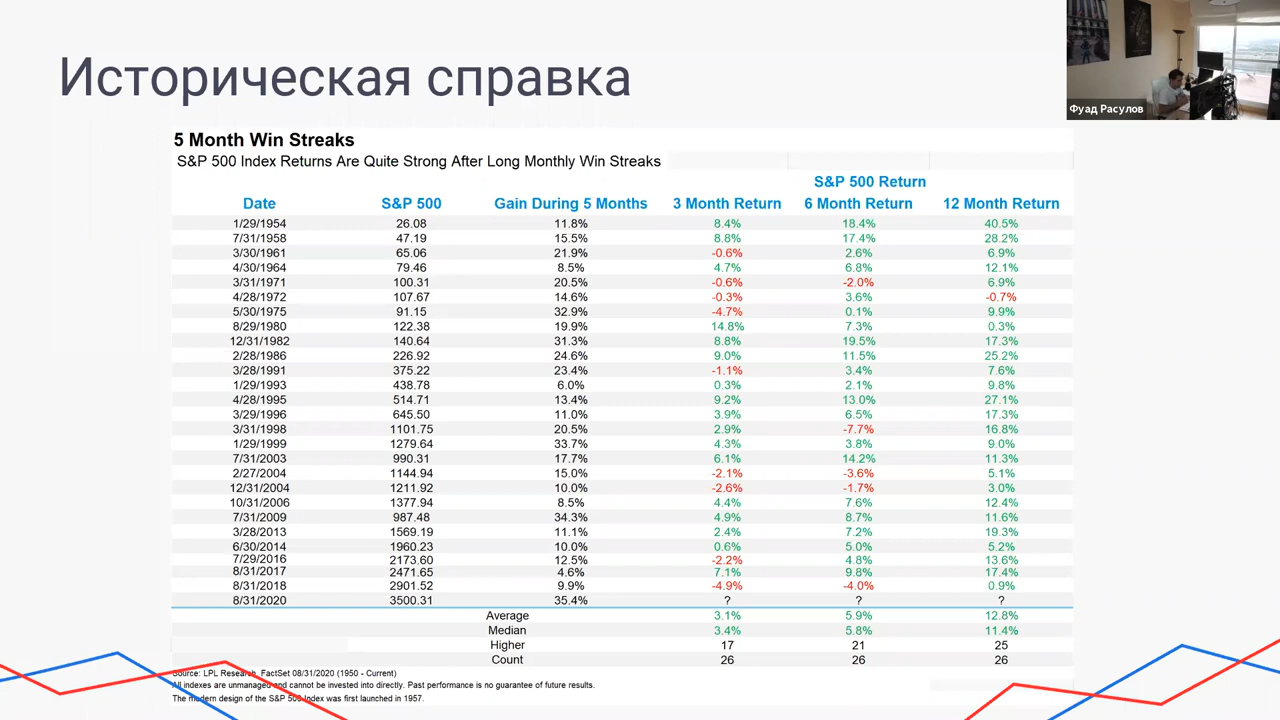 Историческая справка
Фуад Расулов
5 Month Win Streaks
S&P 500 Index Returns Are Quite Strong After Long Monthly Win Streaks
S&P 500 Return
Date S&P 500 Gain During 5 Months 3 Month Return 6 Month Return 12 Month Return
1/29/1954 26.08 11.8% 8.4% 18.4% 40.5%
7/31/1958 47.19 15.5% 8.8% 17.4% 28.2%
3/30/1961 65.06 21.9% -0.6% 2.6% 6.9%
4/30/1964 79.46 8.5% 4.7% 6.8% 12.1%
3/31/1971 100.31 20.5% -0.6% -2.0% 6.9%
4/28/1972 107.67 14.6% -0.3% 3.6% -0.7%
5/30/1975 91.15 32.9% -4.7% 0.1% 9.9%
8/29/1980 122.38 19.9% 14.8% 7.3% 0.3%
12/31/1982 140.64 31.3% 8.8% 19.5% 17.3%
2/28/1986 226.92 24.6% 9.0% 11.5% 25.2%
3/28/1991 375.22 23.4% -1.1% 3.4% 7.6%
1/29/1993 438.78 6.0% 0.3% 2.1% 9.8%
4/28/1995 514.71 13.4% 9.2% 13.0% 27.1%
3/29/1996 645.50 11.0% 3.9% 6.5% 17.3%
3/31/1998 1101.75 20.5% 2.9% -7.7% 16.8%
1/29/1999 1279.64 33.7% 4.3% 3.8% 9.0%
7/31/2003 990.31 17.7% 6.1% 14.2% 11.3%
2/27/2004 1144.94 15.0% -2.1% -3.6% 5.1%
12/31/2004 1211.92 10.0% -2.6% -1.7% 3.0%
10/31/2006 1377.94 8.5% 4.4% 7.6% 12.4%
7/31/2009 987.48 34.3% 4.9% 8.7% 11.6%
3/28/2013 1569.19 11.1% 2.4% 7.2% 19.3%
6/30/2014 1960.23 10.0% 0.6% 5.0% 5.2%
7/29/2016 2173.60 12.5% -2.2% 4.8% 13.6%
8/31/2017 2471.65 4.6% 7.1% 9.8% 17.4%
8/31/2018 2901.52 9.9% -4.9% -4.0% 0.9%
8/31/2020 3500.31 35.4% ? ? ?
Average 3.1% 5.9% 12.8%
Median 3.4% 5.8% 11.4%
Higher 17 21 25
Count 26 26 26
Source: LPL Research, FactSet 08/31/2020 (1950 - Current)
All indexes are unmanaged and cannot be invested into directly. Past performance is no guarantee of future results.
The modern design of the S&P 500 Index was first launched in 1957.